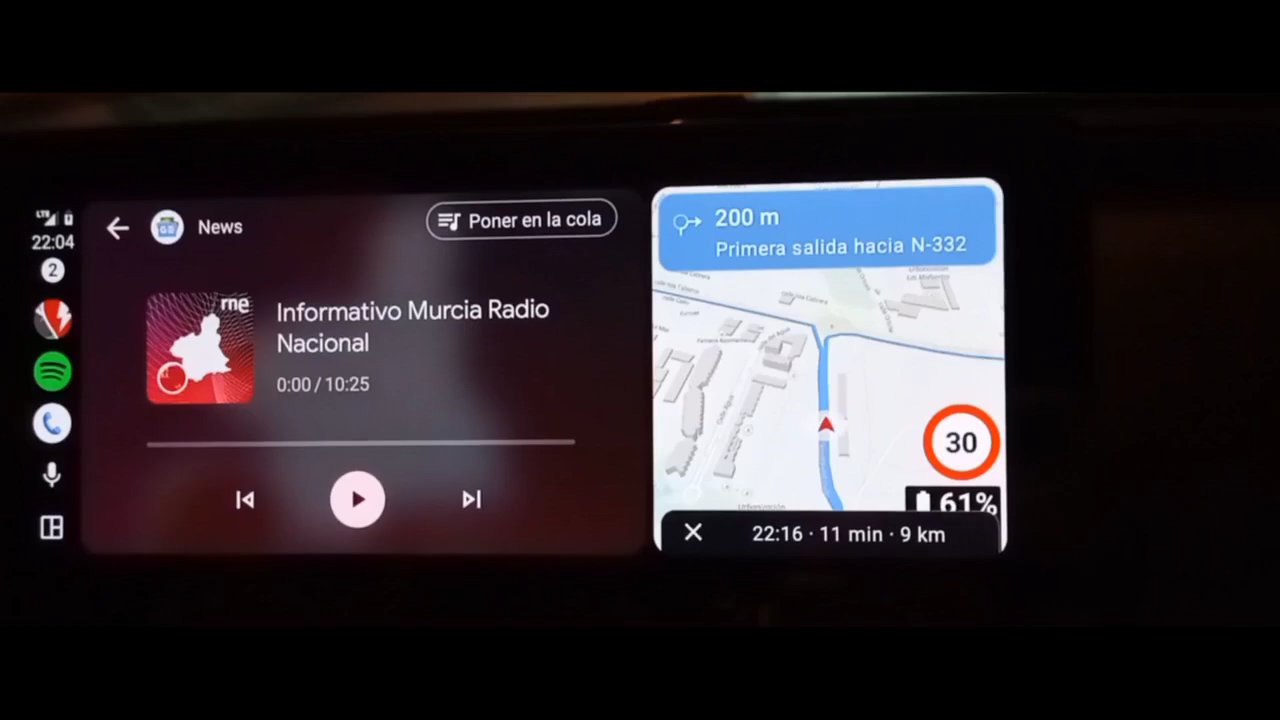 LTE
22:04
2
News
Poner en la cola
rne
Informativo Murcia Radio
Nacional
0:00 / 10:25
200 m
Primera salida hacia N-332
30
61%
22:16 · 11 min · 9 km